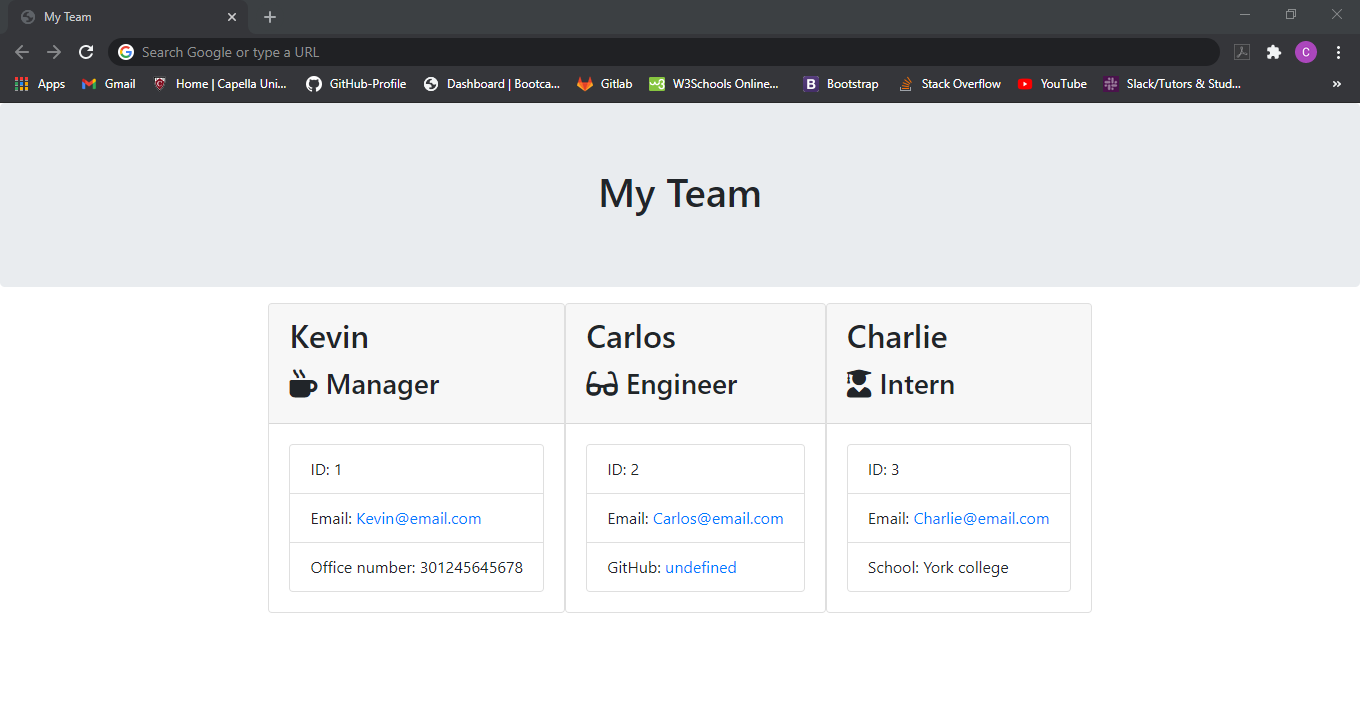 My Team
Search Google or type a URL
C
Apps Gmail Home | Capella Uni... GitHub-Profile Dashboard | Bootca... Gitlab W3Schools Online... B Bootstrap Stack Overflow YouTube Slack/Tutors & Stud... »
My Team
Kevin
Manager
ID: 1
Email: Kevin@email.com
Office number: 301245645678
Carlos
Engineer
ID: 2
Email: Carlos@email.com
GitHub: undefined
Charlie
Intern
ID: 3
Email: Charlie@email.com
School: York college